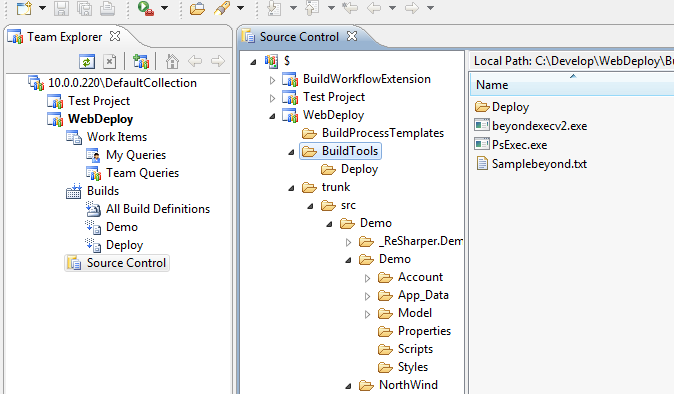 Team Explorer
10.0.0.220\DefaultCollection
Test Project
WebDeploy
Work Items
My Queries
Team Queries
Builds
All Build Definitions
Demo
Deploy
Source Control
Source Control
$
BuildWorkflowExtension
Test Project
WebDeploy
BuildProcessTemplates
BuildTools
Deploy
trunk
src
Demo
_ReSharper.Dem
Demo
Account
App_Data
Model
Properties
Scripts
Styles
NorthWind
Local Path: C:\Develop\WebDeploy\Bu
Name
Deploy
beyondexecv2.exe
PsExec.exe
Samplebeyond.txt